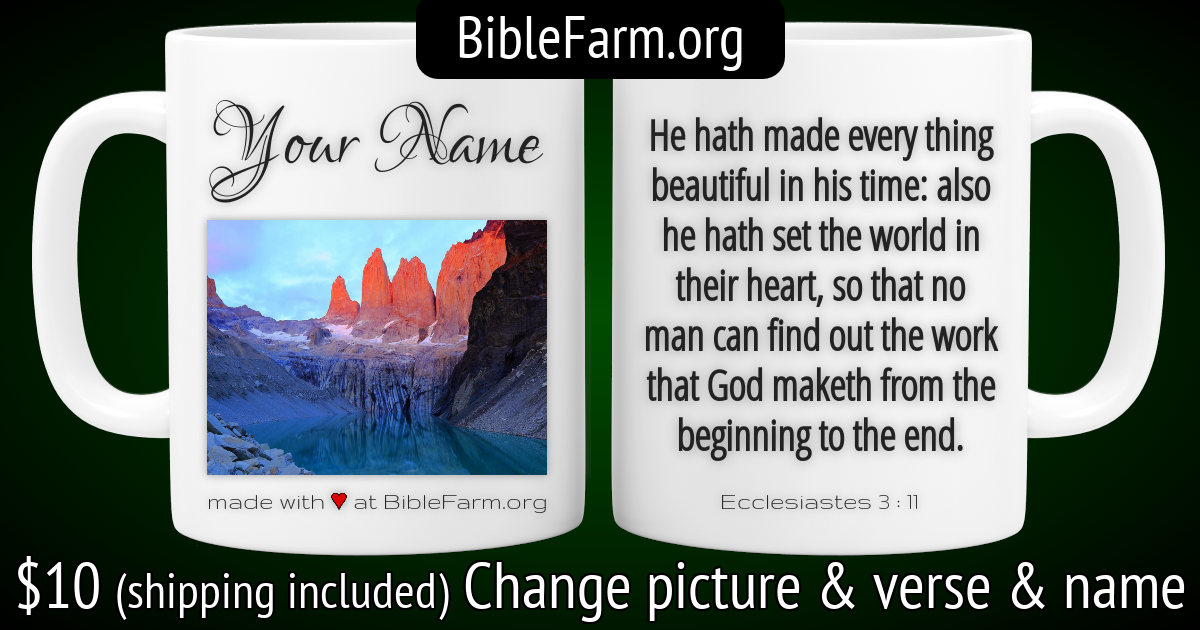 BibleFarm.org
Your Name
made with ♥ at BibleFarm.org
He hath made every thing
beautiful in his time: also
he hath set the world in
their heart, so that no
man can find out the work
that God maketh from the
beginning to the end.
Ecclesiastes 3 : 11
$10 (shipping included) Change picture & verse & name